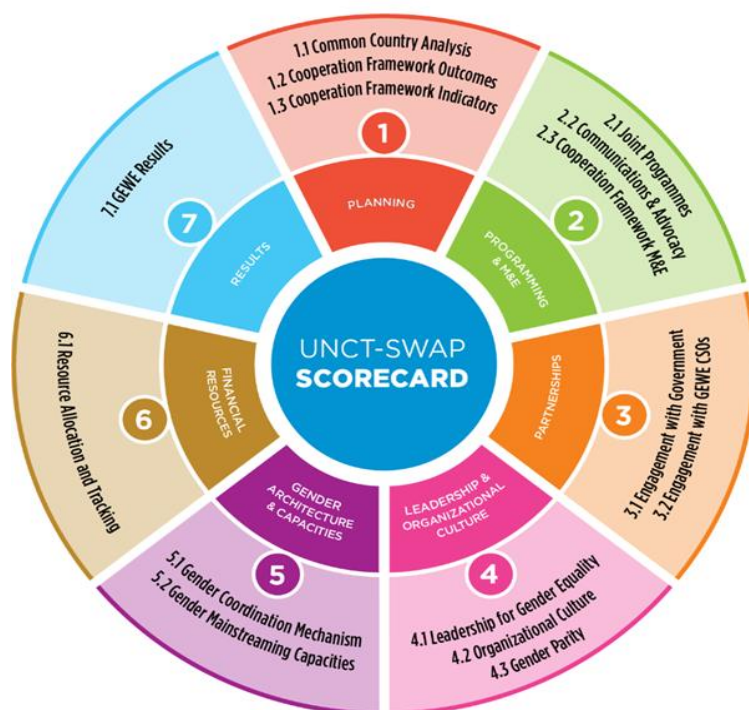 UNCT-SWAP
SCORECARD
1
PLANNING
1.1 Common Country Analysis
1.2 Cooperation Framework Outcomes
1.3 Cooperation Framework Indicators
2
PROGRAMMING
& M&E
2.1 Joint Programmes
2.2 Communications & Advocacy
2.3 Cooperation Framework M&E
3
PARTNERSHIPS
3.1 Engagement with Government
3.2 Engagement with GEWE CSOs
4
LEADERSHIP &
ORGANIZATIONAL
CULTURE
4.1 Leadership for Gender Equality
4.2 Organizational Culture
4.3 Gender Parity
5
GENDER
ARCHITECTURE
& CAPACITIES
5.1 Gender Coordination Mechanism
5.2 Gender Mainstreaming Capacities
6
FINANCIAL
RESOURCES
6.1 Resource Allocation and Tracking
7
RESULTS
7.1 GEWE Results